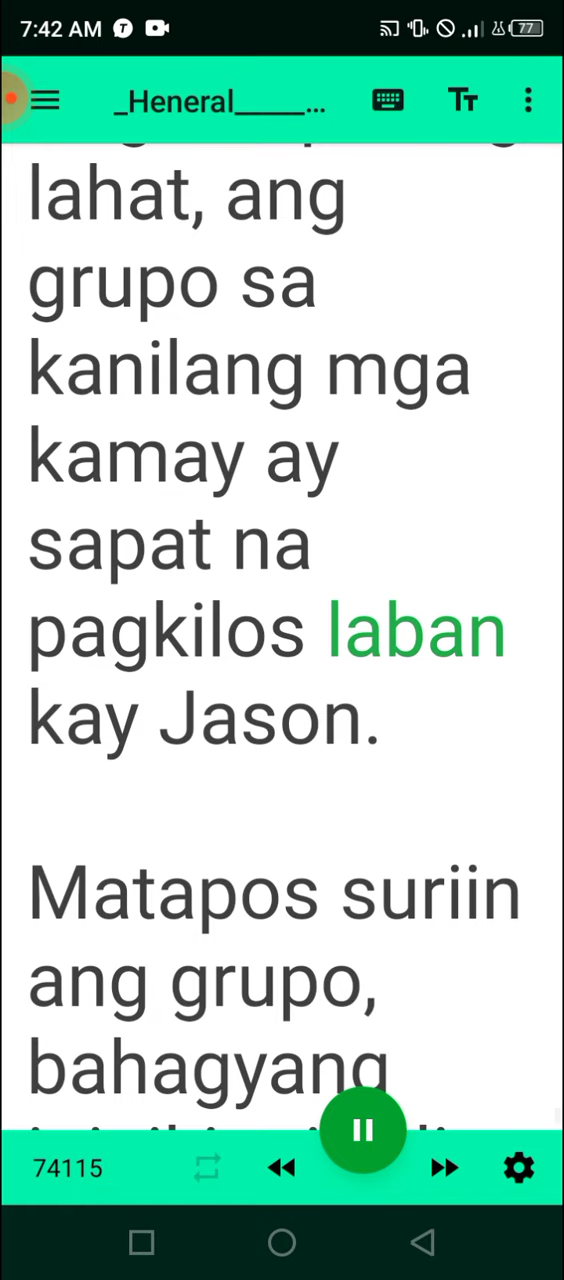 7:42 AM
77
_Heneral_____...
lahat, ang
grupo sa
kanilang mga
kamay ay
sapat na
pagkilos laban
kay Jason.
Matapos suriin
ang grupo,
bahagyang
74115